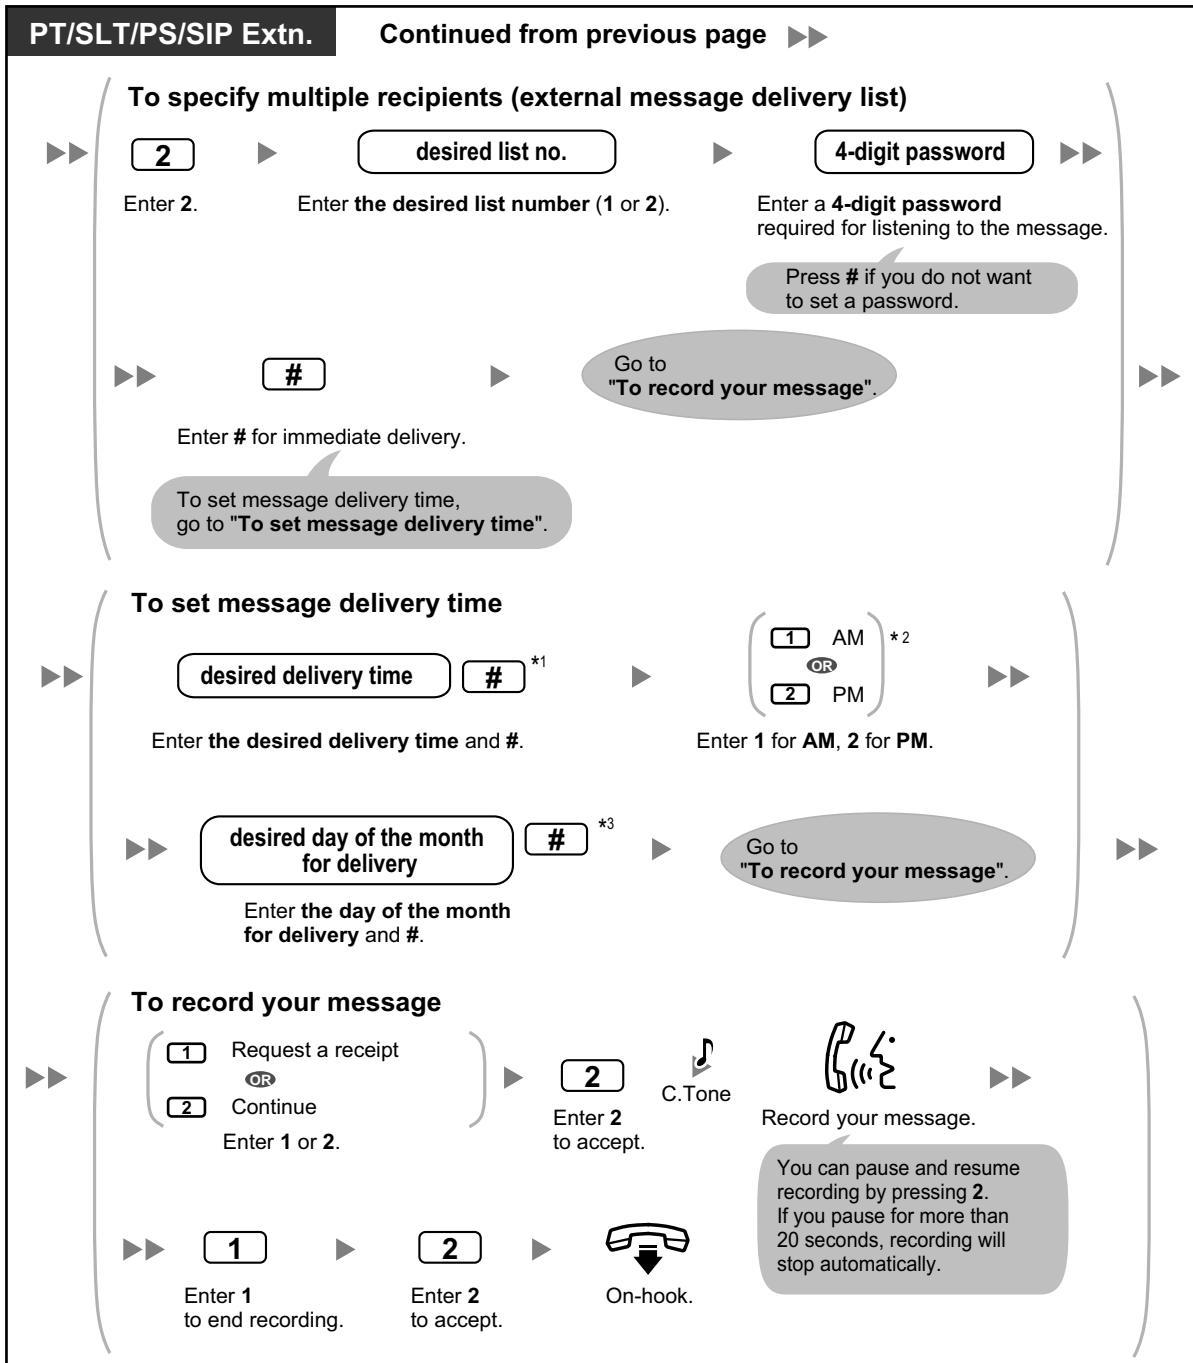 PT/SLT/PS/SIP Extn.
Continued from previous page
To specify multiple recipients (external message delivery list)
2
desired list no.
4-digit password
Enter 2.
Enter the desired list number (1 or 2).
Enter a 4-digit password
required for listening to the message.
Press # if you do not want
to set a password.
#
Go to
"To record your message".
Enter # for immediate delivery.
To set message delivery time,
go to "To set message delivery time".
To set message delivery time
desired delivery time
#
*1
1 AM
OR
2 PM
*2
Enter the desired delivery time and #.
Enter 1 for AM, 2 for PM.
desired day of the month
for delivery
#
*3
Go to
"To record your message".
Enter the day of the month
for delivery and #.
To record your message
1 Request a receipt
OR
2 Continue
Enter 1 or 2.
2
C.Tone
Enter 2
to accept.
Record your message.
You can pause and resume
recording by pressing 2.
If you pause for more than
20 seconds, recording will
stop automatically.
1
2
Enter 1
to end recording.
Enter 2
to accept.
On-hook.